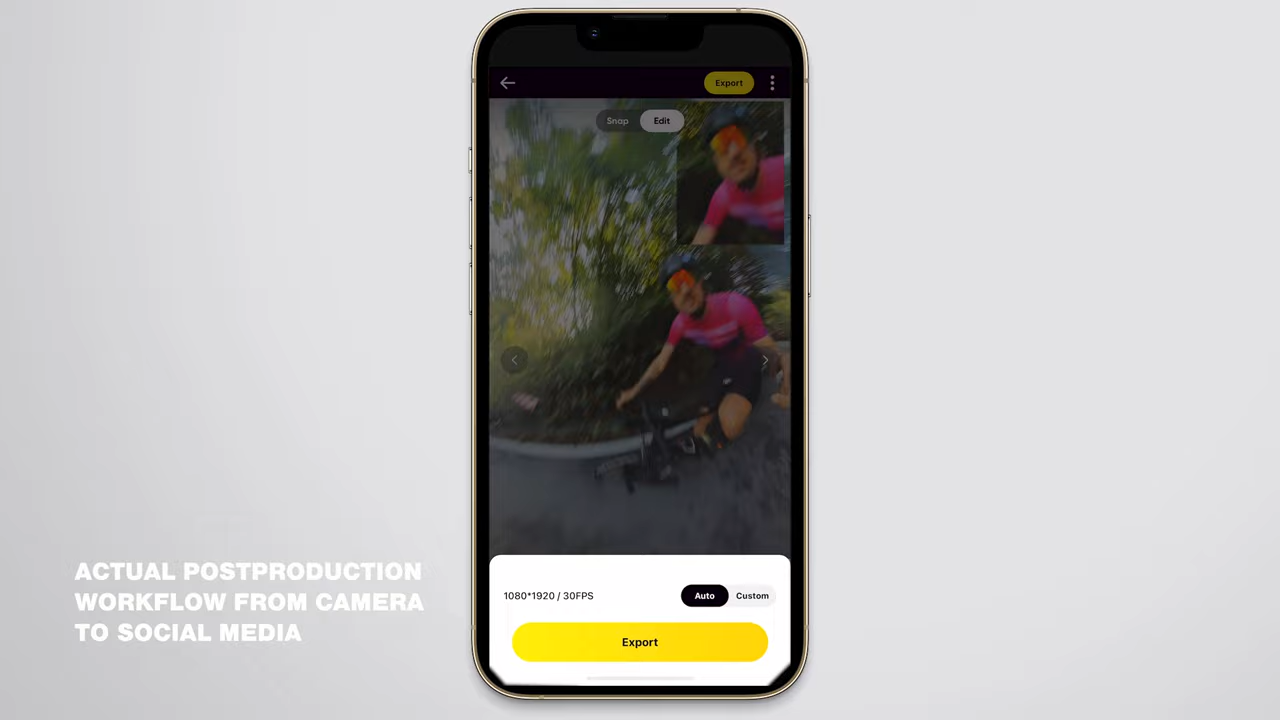 Export
Snap
Edit
ACTUAL POSTPRODUCTION
WORKFLOW FROM CAMERA
TO SOCIAL MEDIA
1080*1920 / 30FPS
Auto
Custom
Export